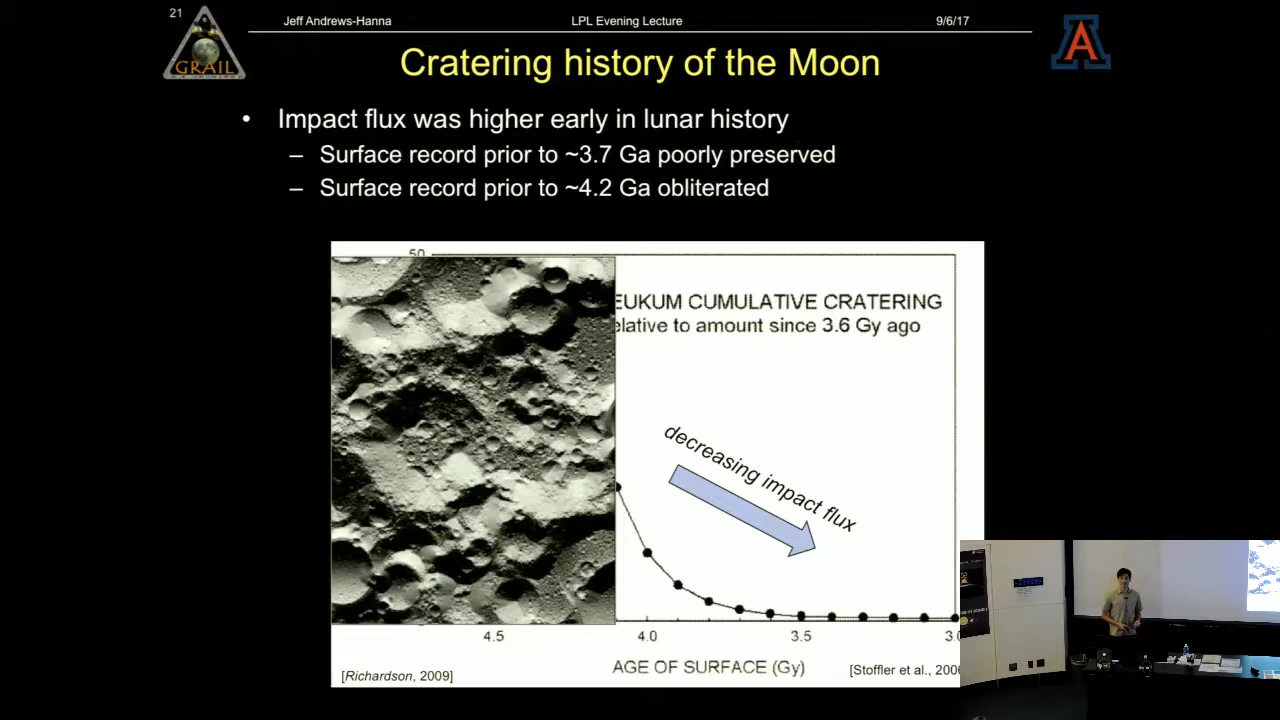 21
Jeff Andrews-Hanna LPL Evening Lecture 9/6/17
GRAIL
A
Cratering history of the Moon
• Impact flux was higher early in lunar history
– Surface record prior to ~3.7 Ga poorly preserved
– Surface record prior to ~4.2 Ga obliterated
50
EUKUM CUMULATIVE CRATERING
elative to amount since 3.6 Gy ago
decreasing impact flux
4.5 4.0 3.5 3.0
AGE OF SURFACE (Gy)
[Richardson, 2009] [Stoffler et al., 2006